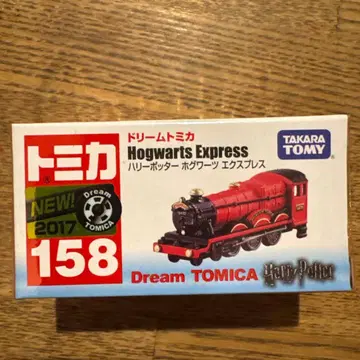 ドリームトミカ
Hogwarts Express
ハリーポッター ホグワーツ エクスプレス
TAKARA
TOMY
トミカ
NEW!
2017
Dream
TOMICA
158
Dream TOMICA
Harry Potter